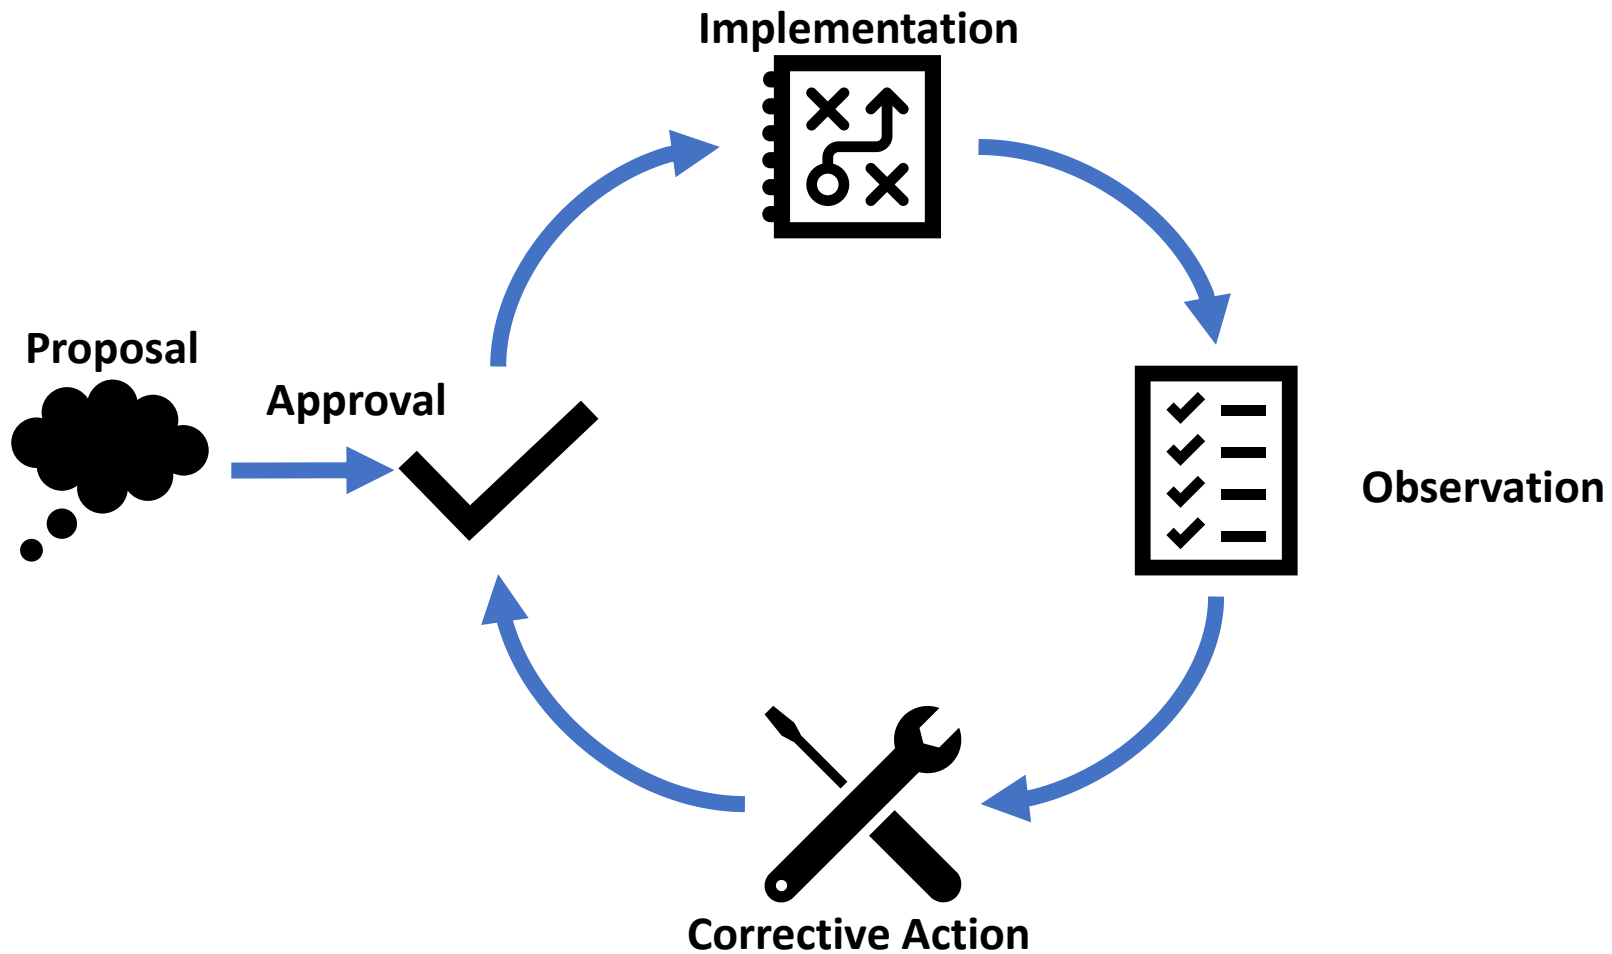 Implementation
Proposal
Approval
Observation
Corrective Action